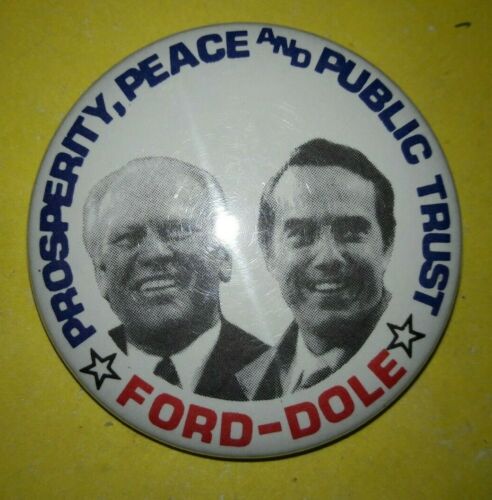 PROSPERITY, PEACE AND PUBLIC TRUST
FORD-DOLE